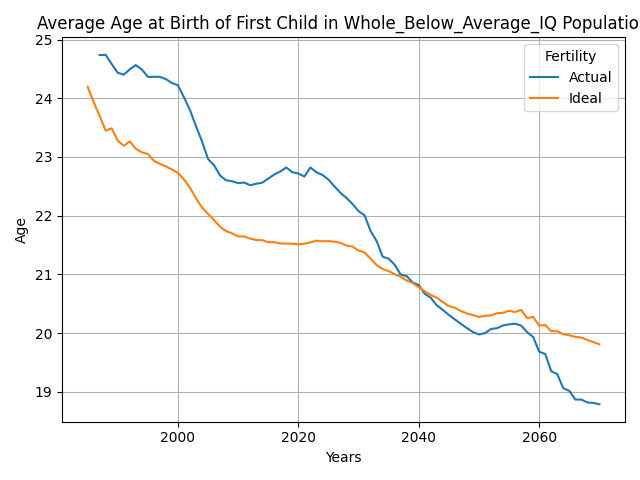 Average Age at Birth of First Child in Whole_Below_Average_IQ Populatio
25
24
23
22
21
20
19
Age
2000
2020
2040
2060
Years
Fertility
Actual
Ideal